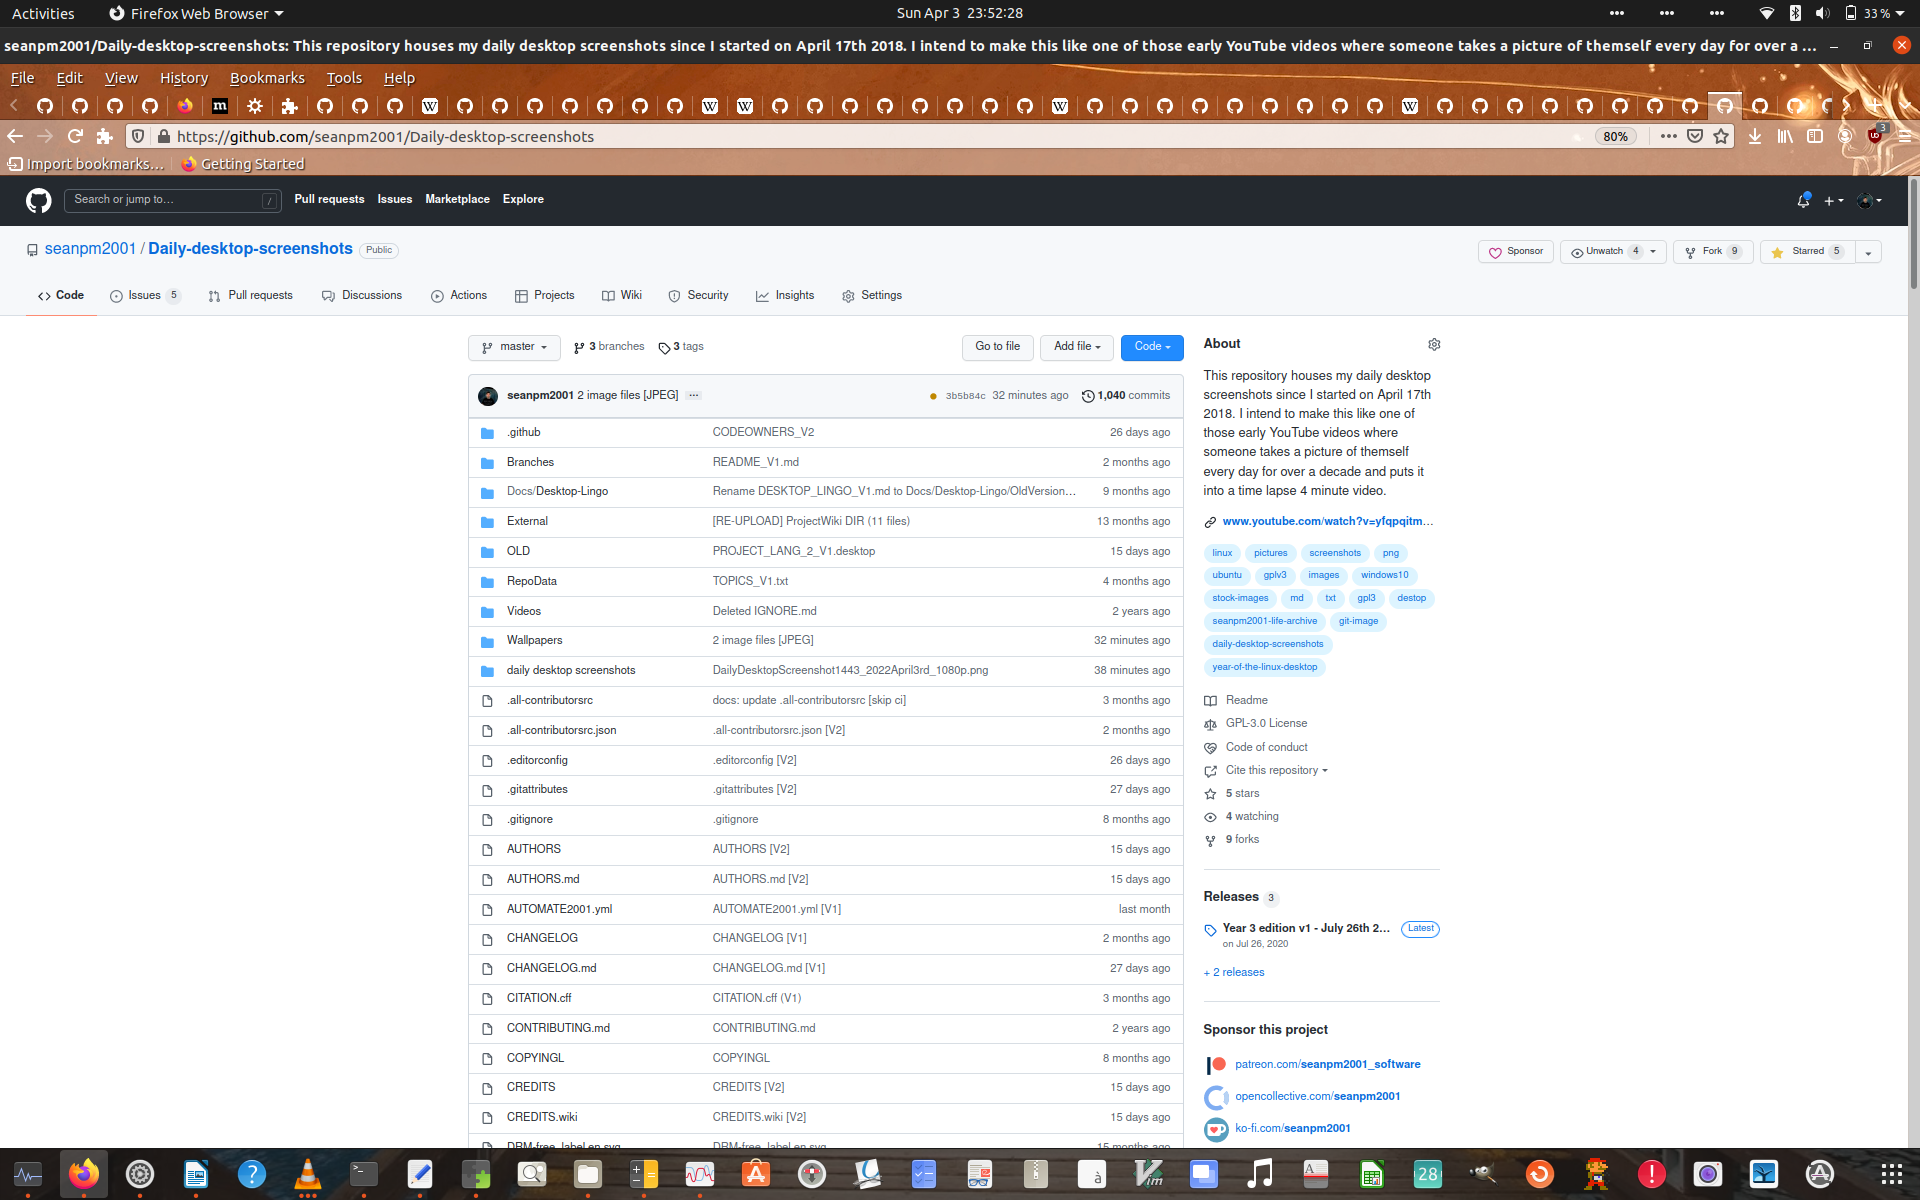 Activities
Firefox Web Browser
Sun Apr 3 23:52:28
33 %
seanpm2001/Daily-desktop-screenshots: This repository houses my daily desktop screenshots since I started on April 17th 2018. I intend to make this like one of those early YouTube videos where someone takes a picture of themself every day for over a ...
File Edit View History Bookmarks Tools Help
https://github.com/seanpm2001/Daily-desktop-screenshots
80%
3
Import bookmarks...
Getting Started
Search or jump to...
/
Pull requests Issues Marketplace Explore
seanpm2001 / Daily-desktop-screenshots
Public
Sponsor
Unwatch 4
Fork 9
Starred 5
Code
Issues 5
Pull requests
Discussions
Actions
Projects
Wiki
Security
Insights
Settings
master
3 branches
3 tags
Go to file
Add file
Code
seanpm2001 2 image files [JPEG] ...
3b5b84c 32 minutes ago
1,040 commits
.github CODEOWNERS_V2 26 days ago
Branches README_V1.md 2 months ago
Docs/Desktop-Lingo Rename DESKTOP_LINGO_V1.md to Docs/Desktop-Lingo/OldVersion... 9 months ago
External [RE-UPLOAD] ProjectWiki DIR (11 files) 13 months ago
OLD PROJECT_LANG_2_V1.desktop 15 days ago
RepoData TOPICS_V1.txt 4 months ago
Videos Deleted IGNORE.md 2 years ago
Wallpapers 2 image files [JPEG] 32 minutes ago
daily desktop screenshots DailyDesktopScreenshot1443_2022April3rd_1080p.png 38 minutes ago
.all-contributorsrc docs: update .all-contributorsrc [skip ci] 3 months ago
.all-contributorsrc.json .all-contributorsrc.json [V2] 2 months ago
.editorconfig .editorconfig [V2] 26 days ago
.gitattributes .gitattributes [V2] 27 days ago
.gitignore .gitignore 8 months ago
AUTHORS AUTHORS [V2] 15 days ago
AUTHORS.md AUTHORS.md [V2] 15 days ago
AUTOMATE2001.yml AUTOMATE2001.yml [V1] last month
CHANGELOG CHANGELOG [V1] 2 months ago
CHANGELOG.md CHANGELOG.md [V1] 27 days ago
CITATION.cff CITATION.cff (V1) 3 months ago
CONTRIBUTING.md CONTRIBUTING.md 2 years ago
COPYINGL COPYINGL 8 months ago
CREDITS CREDITS [V2] 15 days ago
CREDITS.wiki CREDITS.wiki [V2] 15 days ago
DRM-free_label.en.svg DRM-free_label.en.svg 15 months ago
About
This repository houses my daily desktop
screenshots since I started on April 17th
2018. I intend to make this like one of
those early YouTube videos where
someone takes a picture of themself
every day for over a decade and puts it
into a time lapse 4 minute video.
www.youtube.com/watch?v=yfqpqitm...
linux pictures screenshots png
ubuntu gplv3 images windows10
stock-images md txt gpl3 destop
seanpm2001-life-archive git-image
daily-desktop-screenshots
year-of-the-linux-desktop
Readme
GPL-3.0 License
Code of conduct
Cite this repository
5 stars
4 watching
9 forks
Releases 3
Year 3 edition v1 - July 26th 2... Latest
on Jul 26, 2020
+ 2 releases
Sponsor this project
patreon.com/seanpm2001_software
opencollective.com/seanpm2001
ko-fi.com/seanpm2001
28